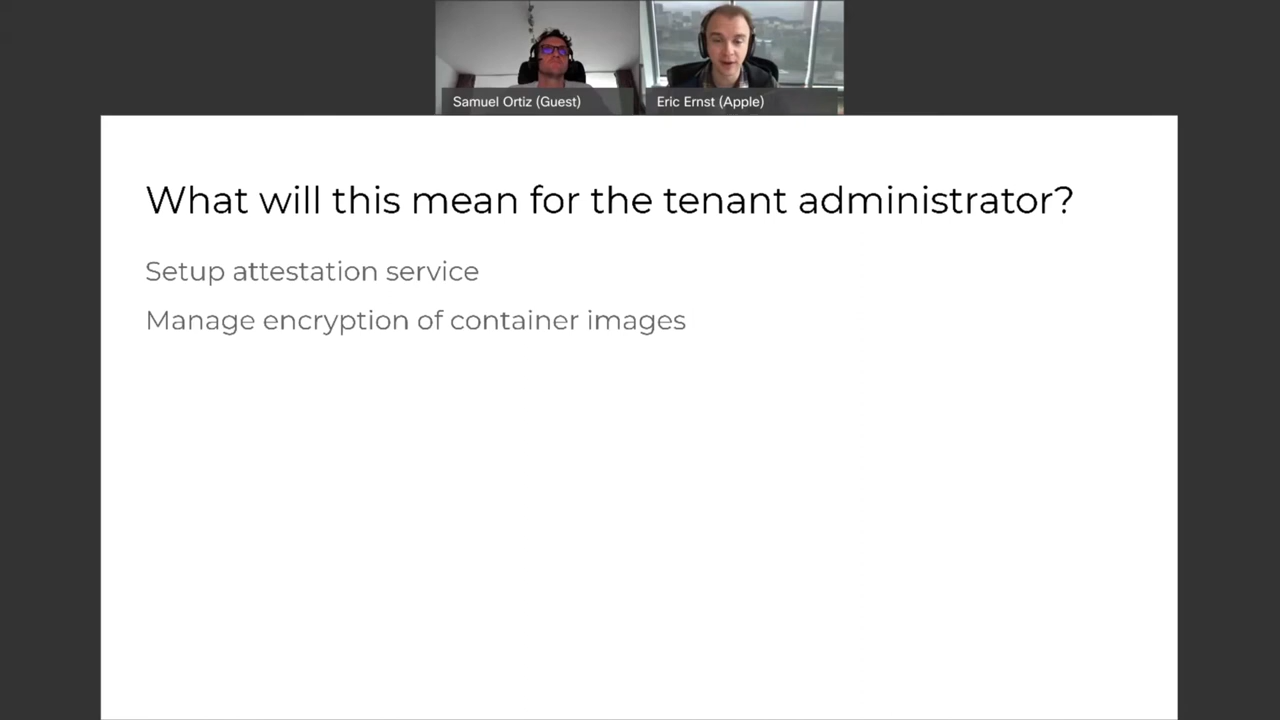 Samuel Ortiz (Guest)
Eric Ernst (Apple)
What will this mean for the tenant administrator?
Setup attestation service
Manage encryption of container images